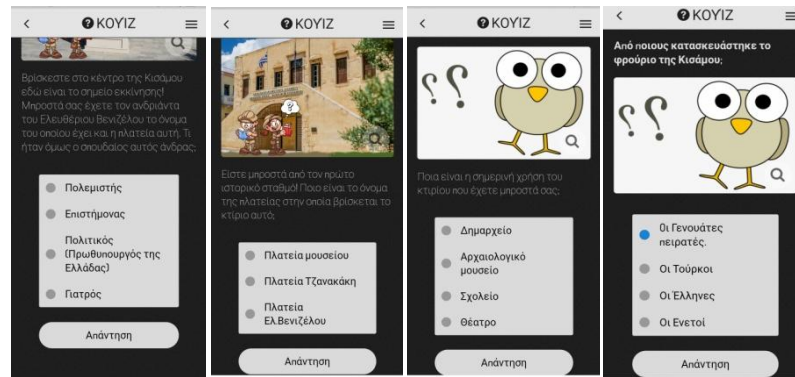 ΚΟΥΙΖ
Βρίσκεστε στο κέντρο της Κισάμου
εδώ είναι το σημείο εκκίνησης!
Μπροστά σας έχετε τον ανδριάντα
του Ελευθέριου Βενιζέλου το όνομα
του οποίου έχει και η πλατεία αυτή. Τι
ήταν όμως ο σπουδαίος αυτός άνδρας;
Πολεμιστής
Επιστήμονας
Πολιτικός
(Πρωθυπουργός της
Ελλάδας)
Γιατρός
Απάντηση
ΚΟΥΙΖ
Είστε μπροστά από τον πρώτο
ιστορικό σταθμό! Ποιο είναι το όνομα
της πλατείας στην οποία βρίσκεται το
κτίριο αυτό;
Πλατεία μουσείου
Πλατεία Τζανακάκη
Πλατεία
Ελ.Βενιζέλου
Απάντηση
ΚΟΥΙΖ
Ποια είναι η σημερινή χρήση του
κτιρίου που έχετε μπροστά σας;
Δημαρχείο
Αρχαιολογικό
μουσείο
Σχολείο
Θέατρο
Απάντηση
ΚΟΥΙΖ
Από ποιους κατασκευάστηκε το
φρούριο της Κισάμου;
Οι Γενουάτες
πειρατές.
Οι Τούρκοι
Οι Έλληνες
Οι Ενετοί
Απάντηση